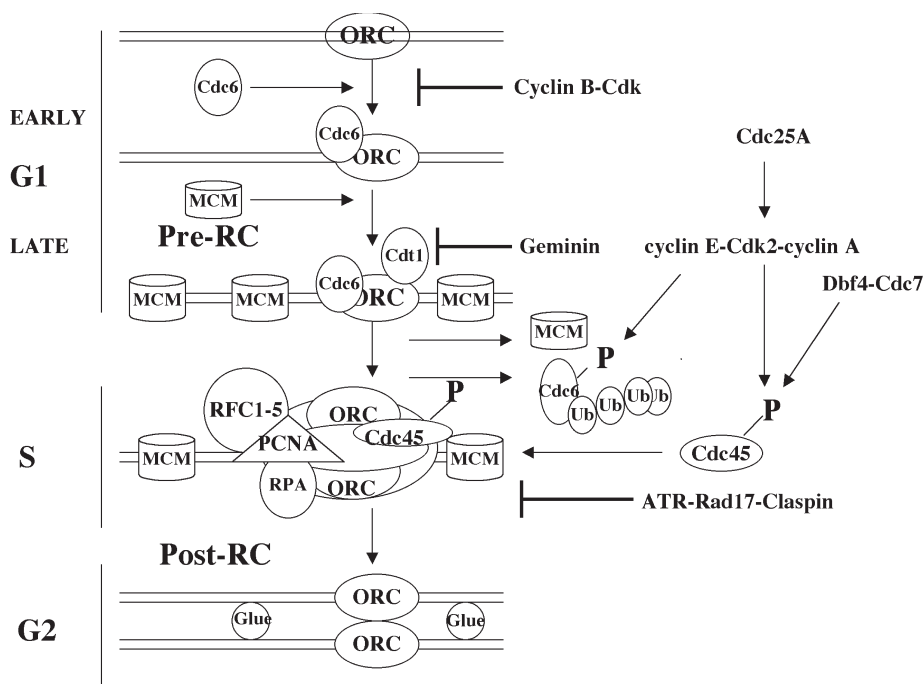 ORC
Cdc6
Cyclin B-Cdk
EARLY
Cdc6
ORC
Cdc25A
G1
MCM
LATE
Pre-RC
Cdt1
Geminin
cyclin E-Cdk2-cyclin A
MCM
MCM
Cdc6
ORC
MCM
Dbf4-Cdc7
MCM
P
P
Cdc6
Ub
Ub
Ub
Ub
P
RFC1-5
ORC
Cdc45
PCNA
S
MCM
MCM
Cdc45
RPA
ORC
ATR-Rad17-Claspin
Post-RC
ORC
Glue
Glue
G2
ORC